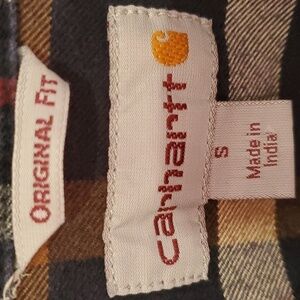 ORIGINAL FIT
carhartt
S
Made in
India